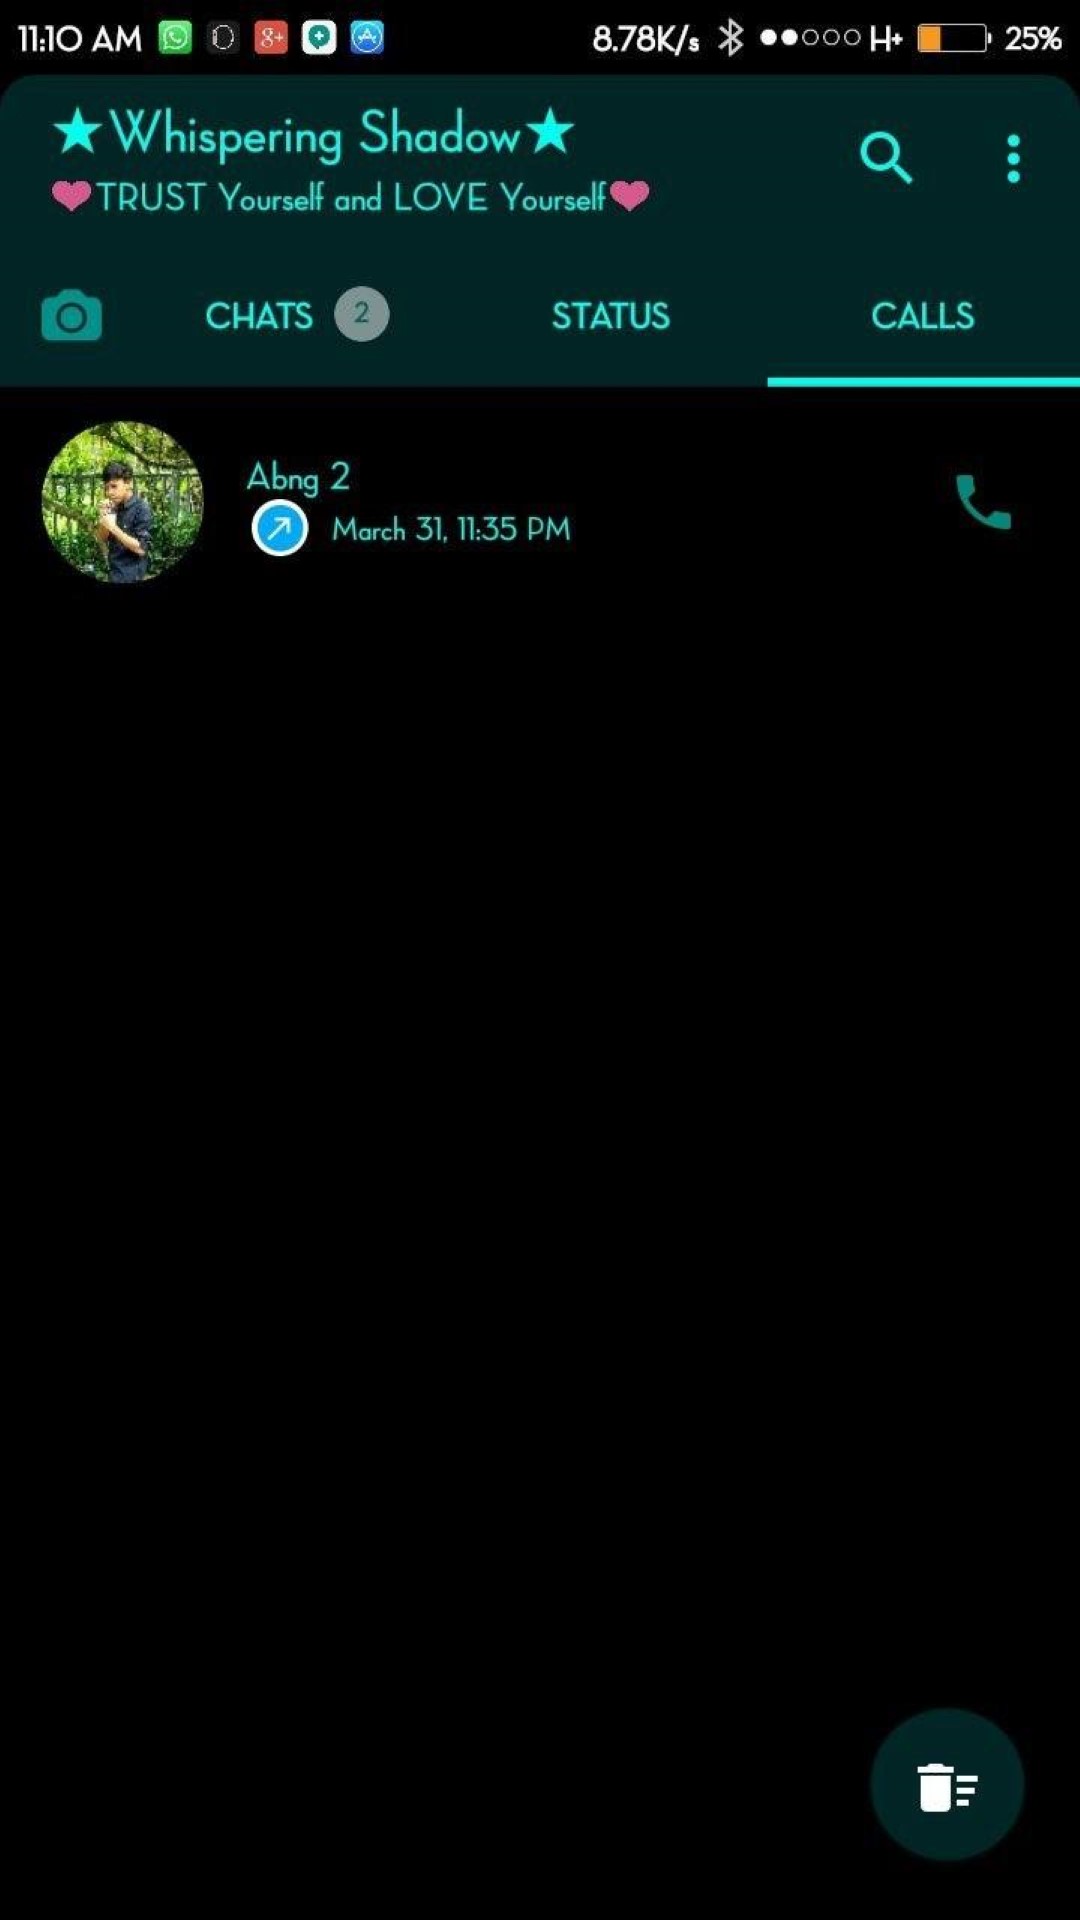 11:10 AM 8.78K/s H+ 25%
★Whispering Shadow★
TRUST Yourself and LOVE Yourself
CHATS 2 STATUS CALLS
Abng 2
March 31, 11:35 PM